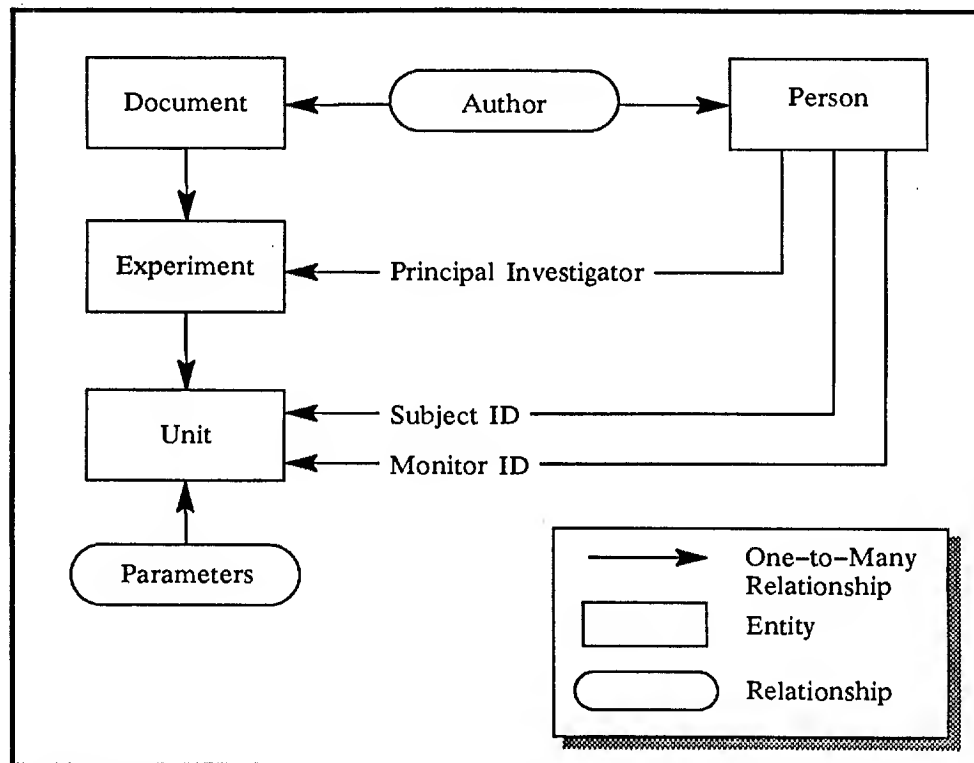 Document
Author
Person
Experiment
Principal Investigator
Unit
Subject ID
Monitor ID
Parameters
One-to-Many
Relationship
Entity
Relationship